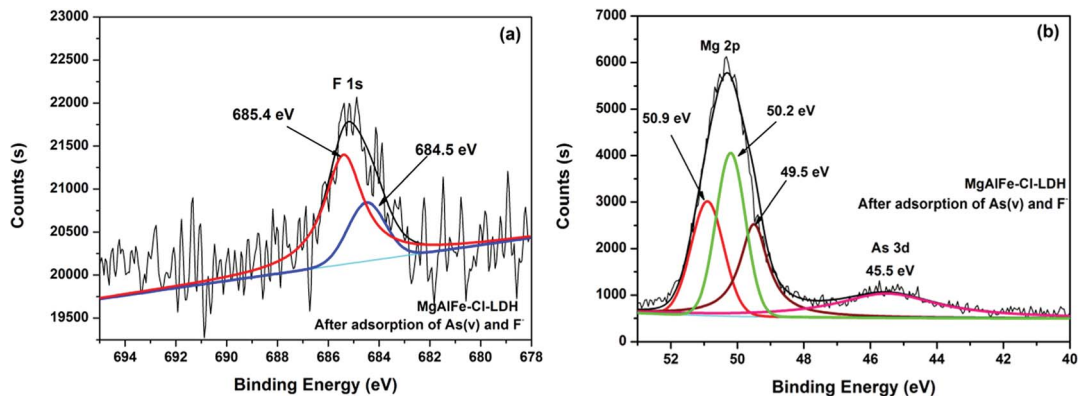 (a)
F 1s
685.4 eV
684.5 eV
MgAlFe-Cl-LDH
After adsorption of As(v) and F-
23000
22500
22000
21500
21000
20500
20000
19500
Counts (s)
694 692 690 688 686 684 682 680 678
Binding Energy (eV)
(b)
Mg 2p
50.9 eV
50.2 eV
49.5 eV
MgAlFe-Cl-LDH
After adsorption of As(v) and F-
As 3d
45.5 eV
7000
6000
5000
4000
3000
2000
1000
0
Counts (s)
52 50 48 46 44 42 40
Binding Energy (eV)